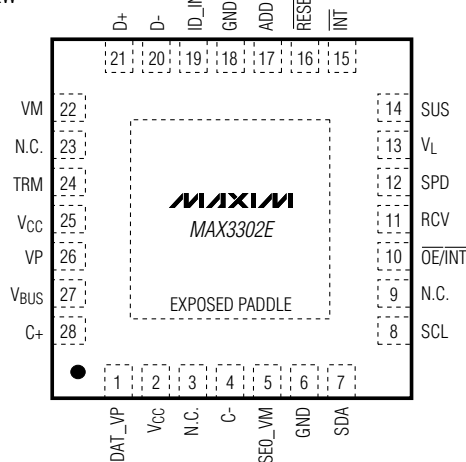 D+
D-
ID_IN
GND
ADD
RESET
INT
21
20
19
18
17
16
15
VM 22
N.C. 23
TRM 24
VCC 25
VP 26
VBUS 27
C+ 28
14 SUS
13 VL
12 SPD
11 RCV
10 OE/INT
9 N.C.
8 SCL
MAXIM
MAX3302E
EXPOSED PADDLE
1
2
3
4
5
6
7
DAT_VP
VCC
N.C.
C-
SE0_VM
GND
SDA